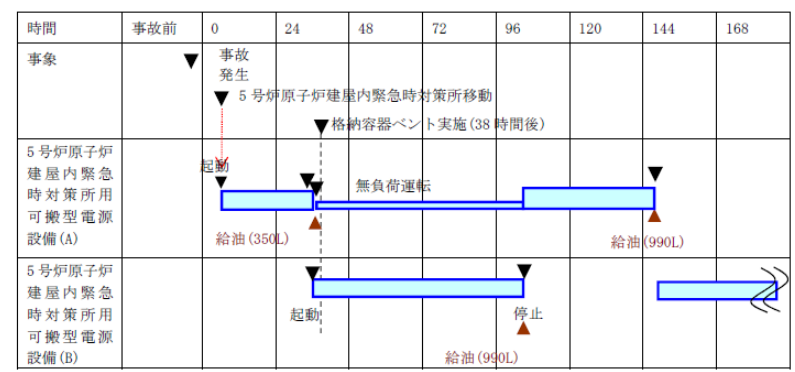 時間 事故前 0 24 48 72 96 120 144 168
事象
事故
発生
5号炉原子炉建屋内緊急時対策所移動
格納容器ベント実施(38時間後)
5号炉原子炉
建屋内緊急
時対策所用
可搬型電源
設備(A)
起動
無負荷運転
給油(350L)
給油(990L)
5号炉原子炉
建屋内緊急
時対策所用
可搬型電源
設備(B)
起動
停止
給油(990L)